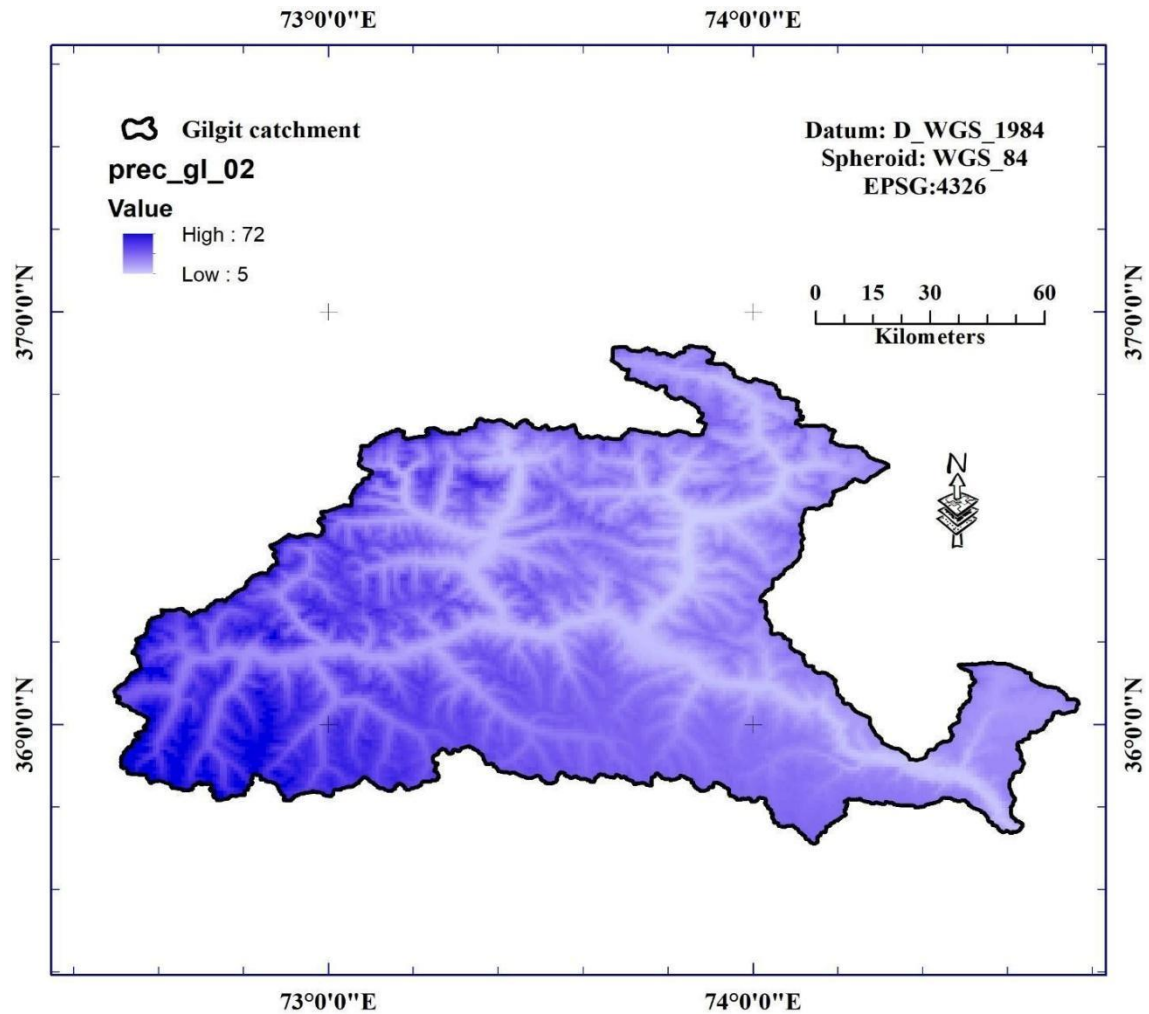 73°0'0"E
74°0'0"E
Gilgit catchment
prec_gl_02
Value
High : 72
Low : 5
Datum: D_WGS_1984
Spheroid: WGS_84
EPSG:4326
0 15 30 60
Kilometers
37°0'0"N
37°0'0"N
N
36°0'0"N
36°0'0"N
73°0'0"E
74°0'0"E